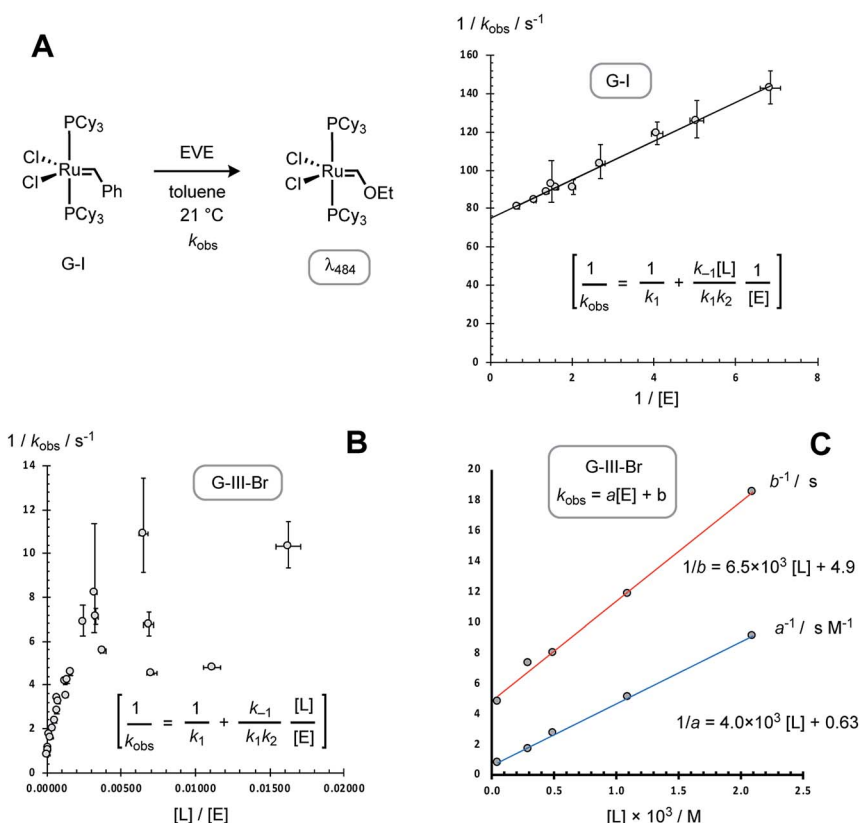 A
PCy3
Cl
Cl
Ru
Ph
PCy3
G-I
EVE
toluene
21 °C
kobs
PCy3
Cl
Cl
Ru
OEt
PCy3
λ484
1 / kobs / s-1
G-I
160
140
120
100
80
60
40
20
0
1/kobs = 1/k1 + k–1[L]/k1k2 1/[E]
0 2 4 6 8
1 / [E]
B
1 / kobs / s-1
G-III-Br
14
12
10
8
6
4
2
0
1/kobs = 1/k1 + k–1/k1k2 [L]/[E]
0.00000 0.00500 0.01000 0.01500 0.02000
[L] / [E]
C
G-III-Br
kobs = a[E] + b
20
18
16
14
12
10
8
6
4
2
0
b-1 / s
1/b = 6.5×103 [L] + 4.9
a-1 / s M-1
1/a = 4.0×103 [L] + 0.63
0.0 0.5 1.0 1.5 2.0 2.5
[L] × 103 / M